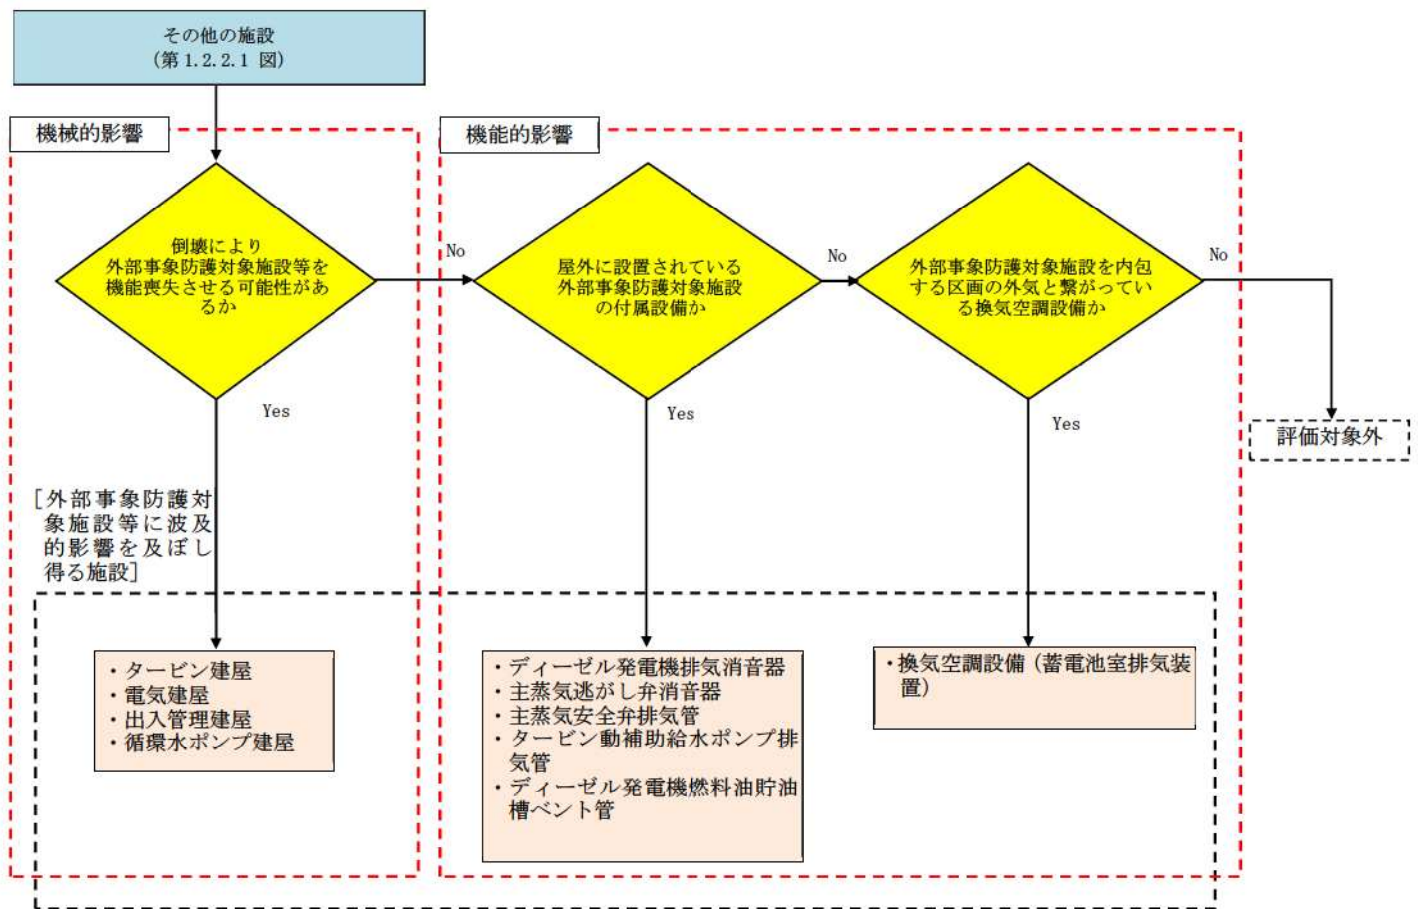 その他の施設
(第1.2.2.1 図)
機械的影響
機能的影響
倒壊により
外部事象防護対象施設等を
機能喪失させる可能性があ
るか
No
屋外に設置されている
外部事象防護対象施設
の付属設備か
No
外部事象防護対象施設を内包
する区画の外気と繋がってい
る換気空調設備か
No
Yes
Yes
Yes
評価対象外
[外部事象防護対
象施設等に波及
的影響を及ぼし
得る施設]
・タービン建屋
・電気建屋
・出入管理建屋
・循環水ポンプ建屋
・ディーゼル発電機排気消音器
・主蒸気逃がし弁消音器
・主蒸気安全弁排気管
・タービン動補助給水ポンプ排
気管
・ディーゼル発電機燃料油貯油
槽ベント管
・換気空調設備(蓄電池室排気装
置)